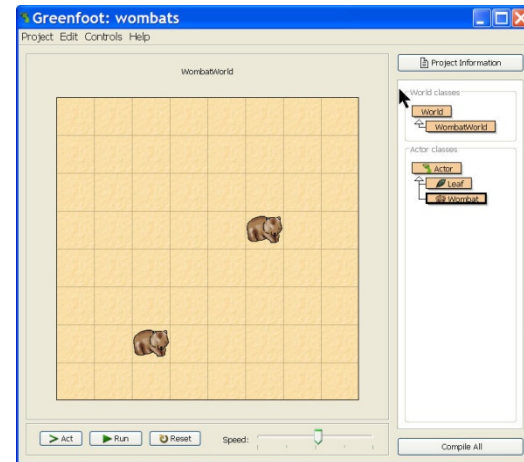 Greenfoot: wombats
Project Edit Controls Help
WombatWorld
Project Information
World classes
World
WombatWorld
Actor classes
Actor
Leaf
Wombat
Act
Run
Reset
Speed:
Compile All